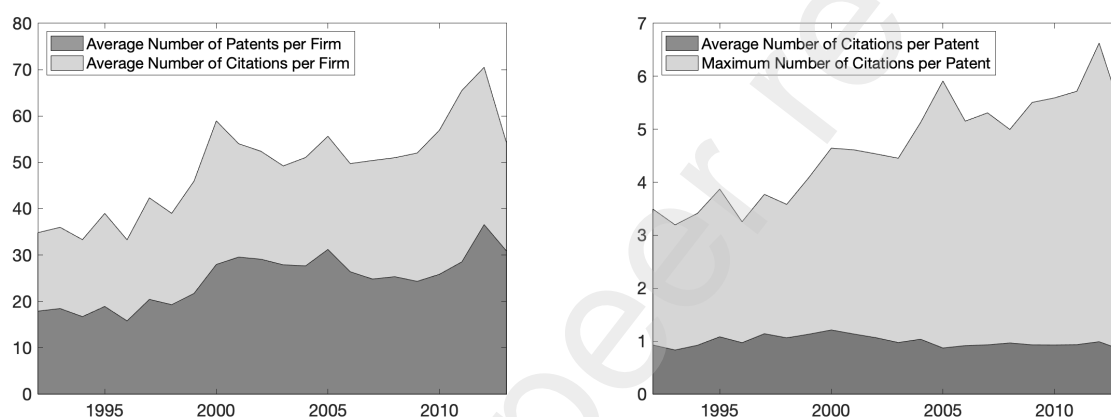 80
70
60
50
40
30
20
10
0
Average Number of Patents per Firm
Average Number of Citations per Firm
1995 2000 2005 2010
7
6
5
4
3
2
1
0
Average Number of Citations per Patent
Maximum Number of Citations per Patent
1995 2000 2005 2010
peer re